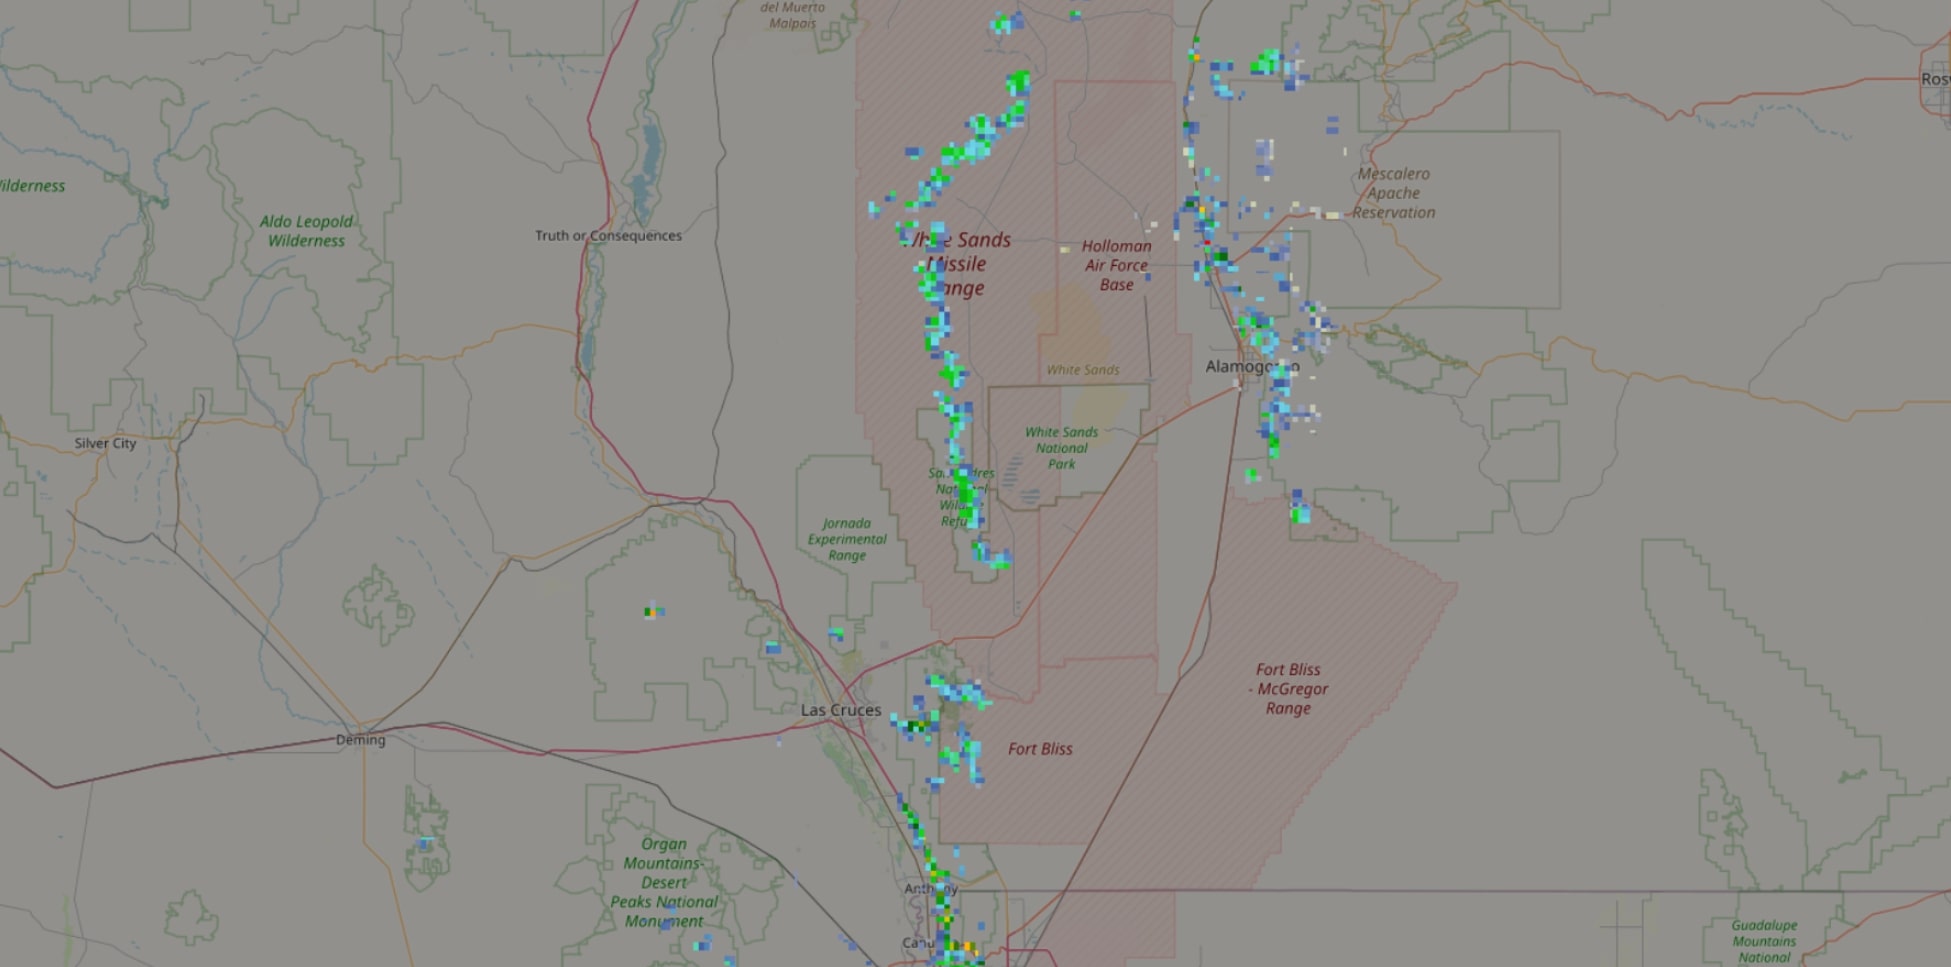 del Muerto
Malpais
Ros
Mescalero
Apache
Reservation
Wilderness
Aldo Leopold
Wilderness
Truth or Consequences
White Sands
Missile
Range
Holloman
Air Force
Base
White Sands
Alamogordo
Silver City
White Sands
National
Park
San Andres
National
Wildlife
Refuge
Jornada
Experimental
Range
Fort Bliss
- McGregor
Range
Las Cruces
Deming
Fort Bliss
Organ
Mountains-
Desert
Peaks National
Monument
Anthony
Canu
Guadalupe
Mountains
National